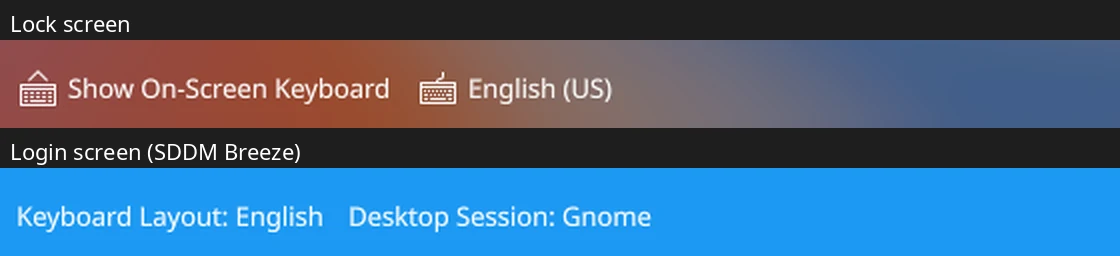 Lock screen
Show On-Screen Keyboard English (US)
Login screen (SDDM Breeze)
Keyboard Layout: English Desktop Session: Gnome